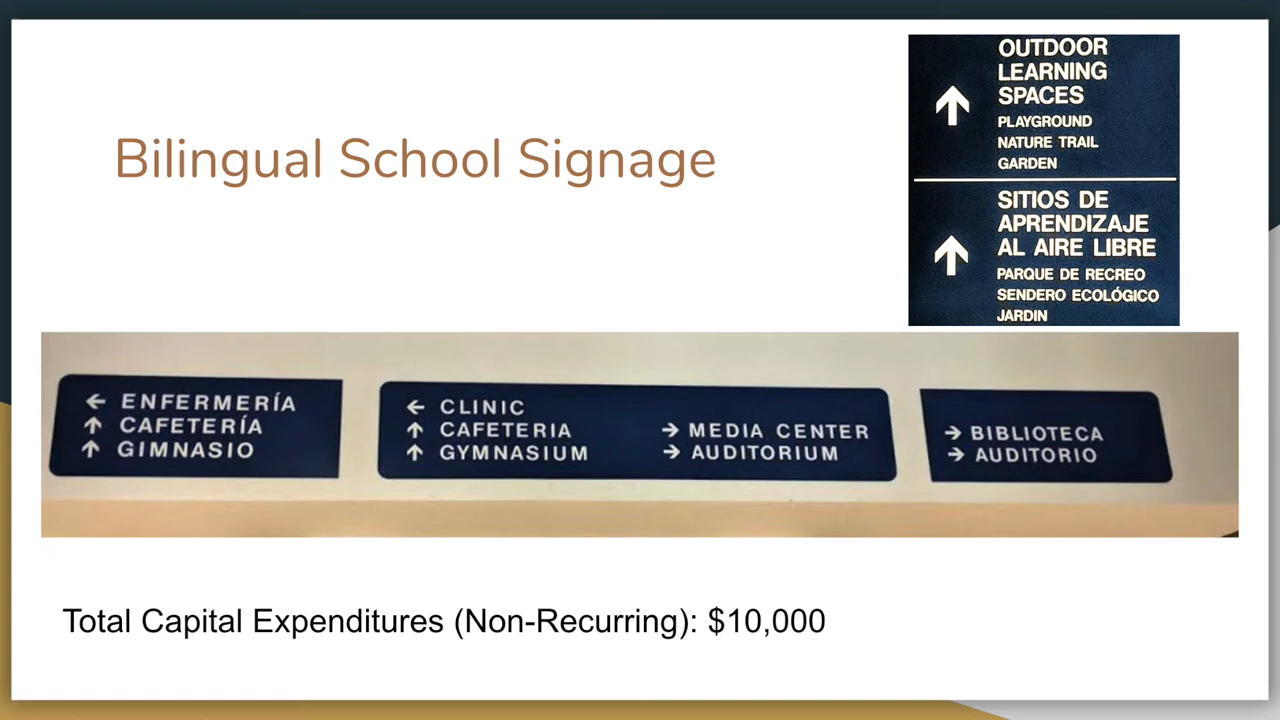 Bilingual School Signage
OUTDOOR
LEARNING
SPACES
PLAYGROUND
NATURE TRAIL
GARDEN
SITIOS DE
APRENDIZAJE
AL AIRE LIBRE
PARQUE DE RECREO
SENDERO ECOLÓGICO
JARDIN
← ENFERMERÍA
↑ CAFETERÍA
↑ GIMNASIO
← CLINIC
↑ CAFETERIA
↑ GYMNASIUM
→ MEDIA CENTER
→ AUDITORIUM
→ BIBLIOTECA
→ AUDITORIO
Total Capital Expenditures (Non-Recurring): $10,000